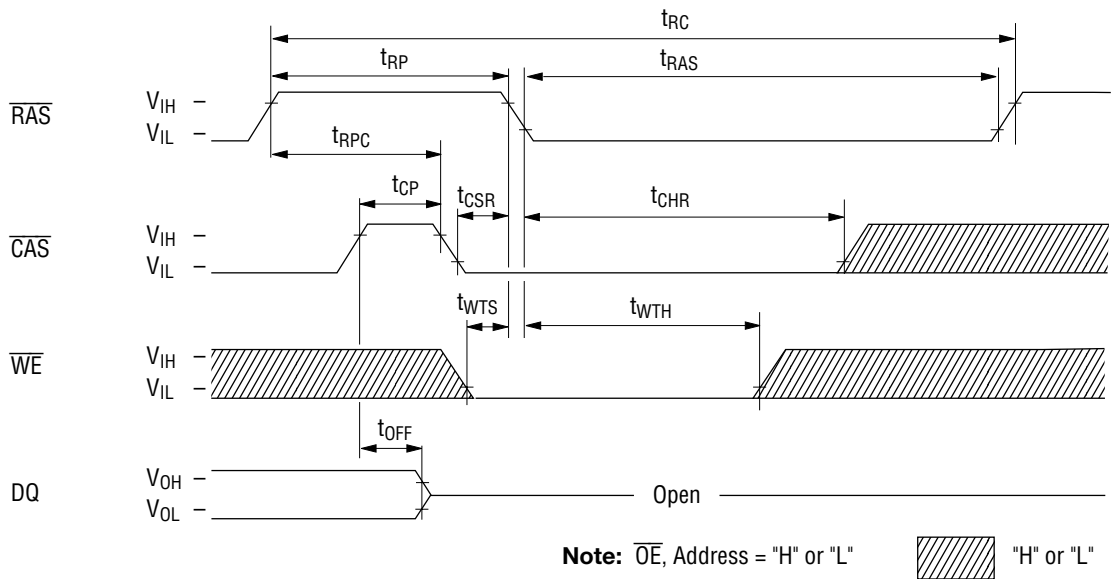 tRC
tRP
tRAS
RAS
VIH
VIL
tRPC
tCP
tCSR
tCHR
CAS
VIH
VIL
tWTS
tWTH
WE
VIH
VIL
tOFF
DQ
VOH
VOL
Open
Note: OE, Address = "H" or "L"
"H" or "L"